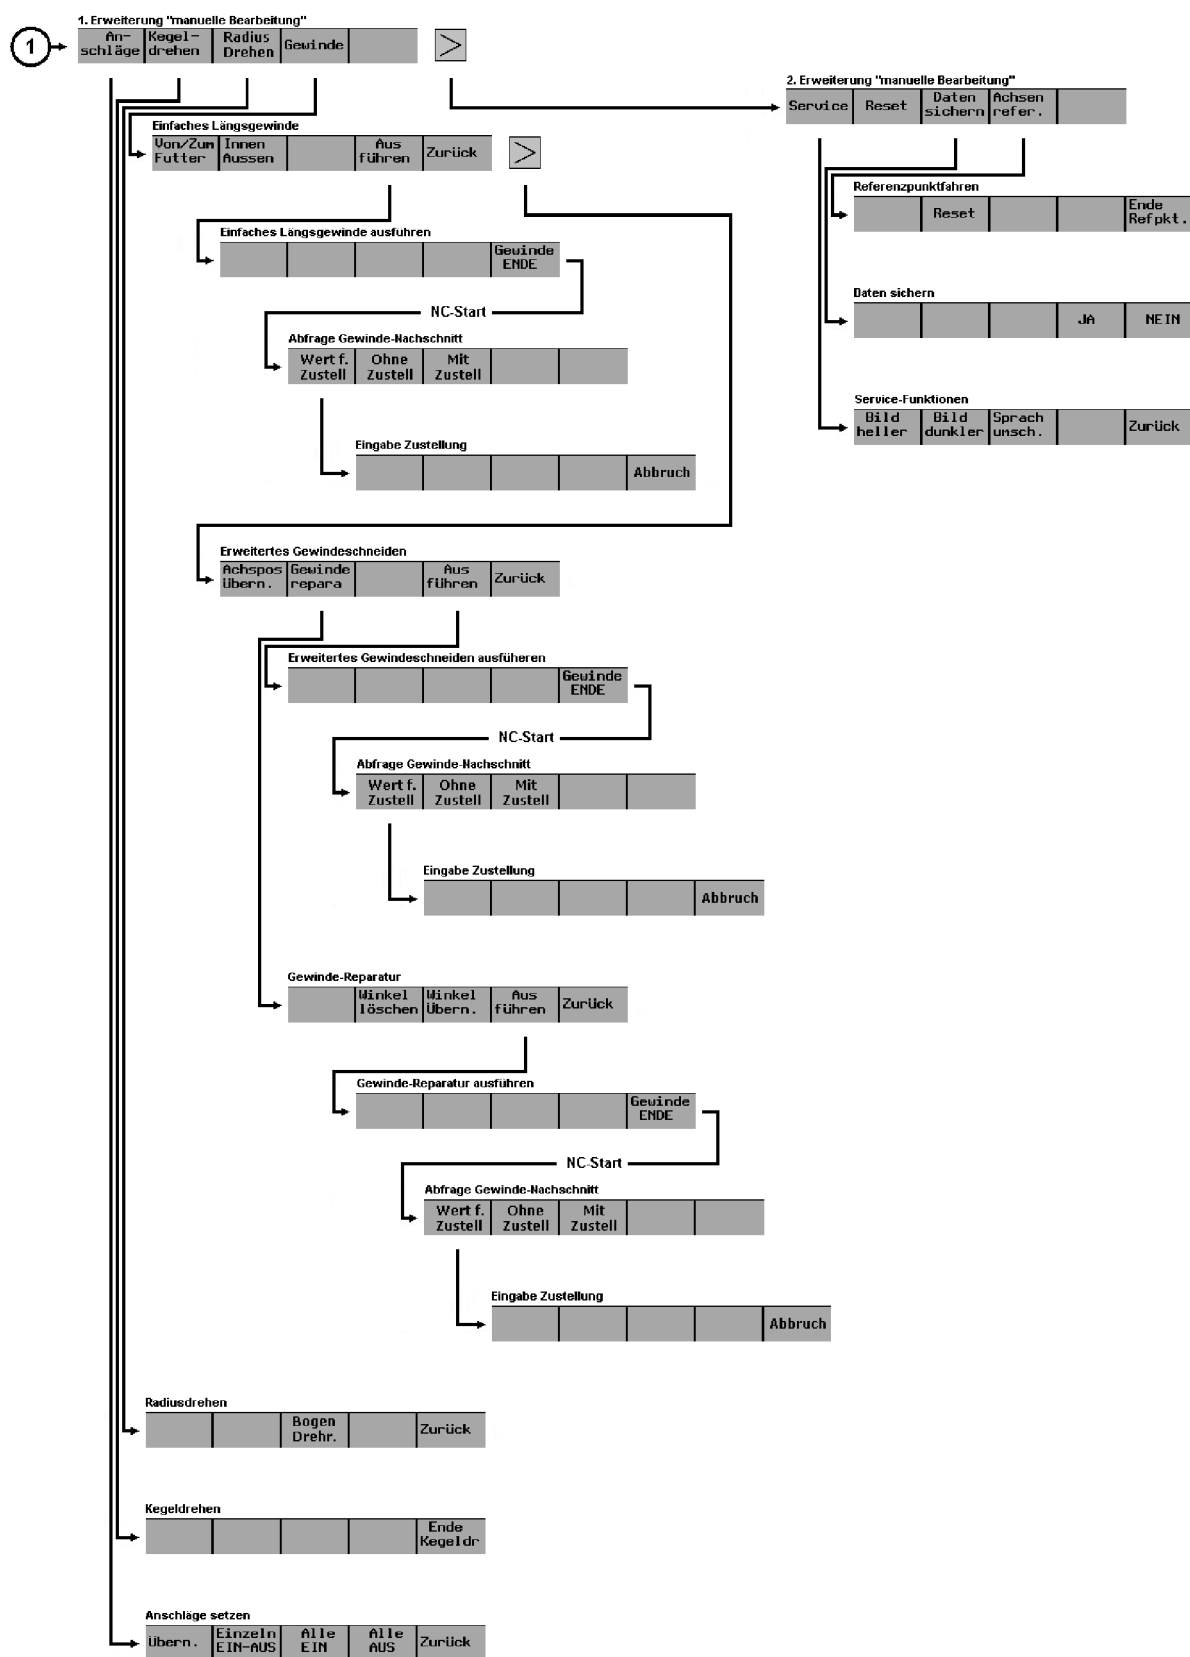 1. Erweiterung "manuelle Bearbeitung"
1
An-
schläge
Kegel-
drehen
Radius
Drehen
Gewinde
>
2. Erweiterung "manuelle Bearbeitung"
Service
Reset
Daten
sichern
Achsen
refer.
Einfaches Längsgewinde
Von/Zum
Futter
Innen
Aussen
Aus
führen
Zurück
>
Referenzpunktfahren
Reset
Ende
Refpkt.
Einfaches Längsgewinde ausführen
Gewinde
ENDE
NC-Start
Daten sichern
JA
NEIN
Abfrage Gewinde-Nachschnitt
Wert f.
Zustell
Ohne
Zustell
Mit
Zustell
Service-Funktionen
Bild
heller
Bild
dunkler
Sprach
umsch.
Zurück
Eingabe Zustellung
Abbruch
Erweitertes Gewindeschneiden
Achspos
Übern.
Gewinde
repara
Aus
führen
Zurück
Erweitertes Gewindeschneiden ausfüheren
Gewinde
ENDE
NC-Start
Abfrage Gewinde-Nachschnitt
Wert f.
Zustell
Ohne
Zustell
Mit
Zustell
Eingabe Zustellung
Abbruch
Gewinde-Reparatur
Winkel
löschen
Winkel
Übern.
Aus
führen
Zurück
Gewinde-Reparatur ausführen
Gewinde
ENDE
NC-Start
Abfrage Gewinde-Nachschnitt
Wert f.
Zustell
Ohne
Zustell
Mit
Zustell
Eingabe Zustellung
Abbruch
Radiusdrehen
Bogen
Drehr.
Zurück
Kegeldrehen
Ende
Kegeldr
Anschläge setzen
Übern.
Einzeln
EIN-AUS
Alle
EIN
Alle
AUS
Zurück